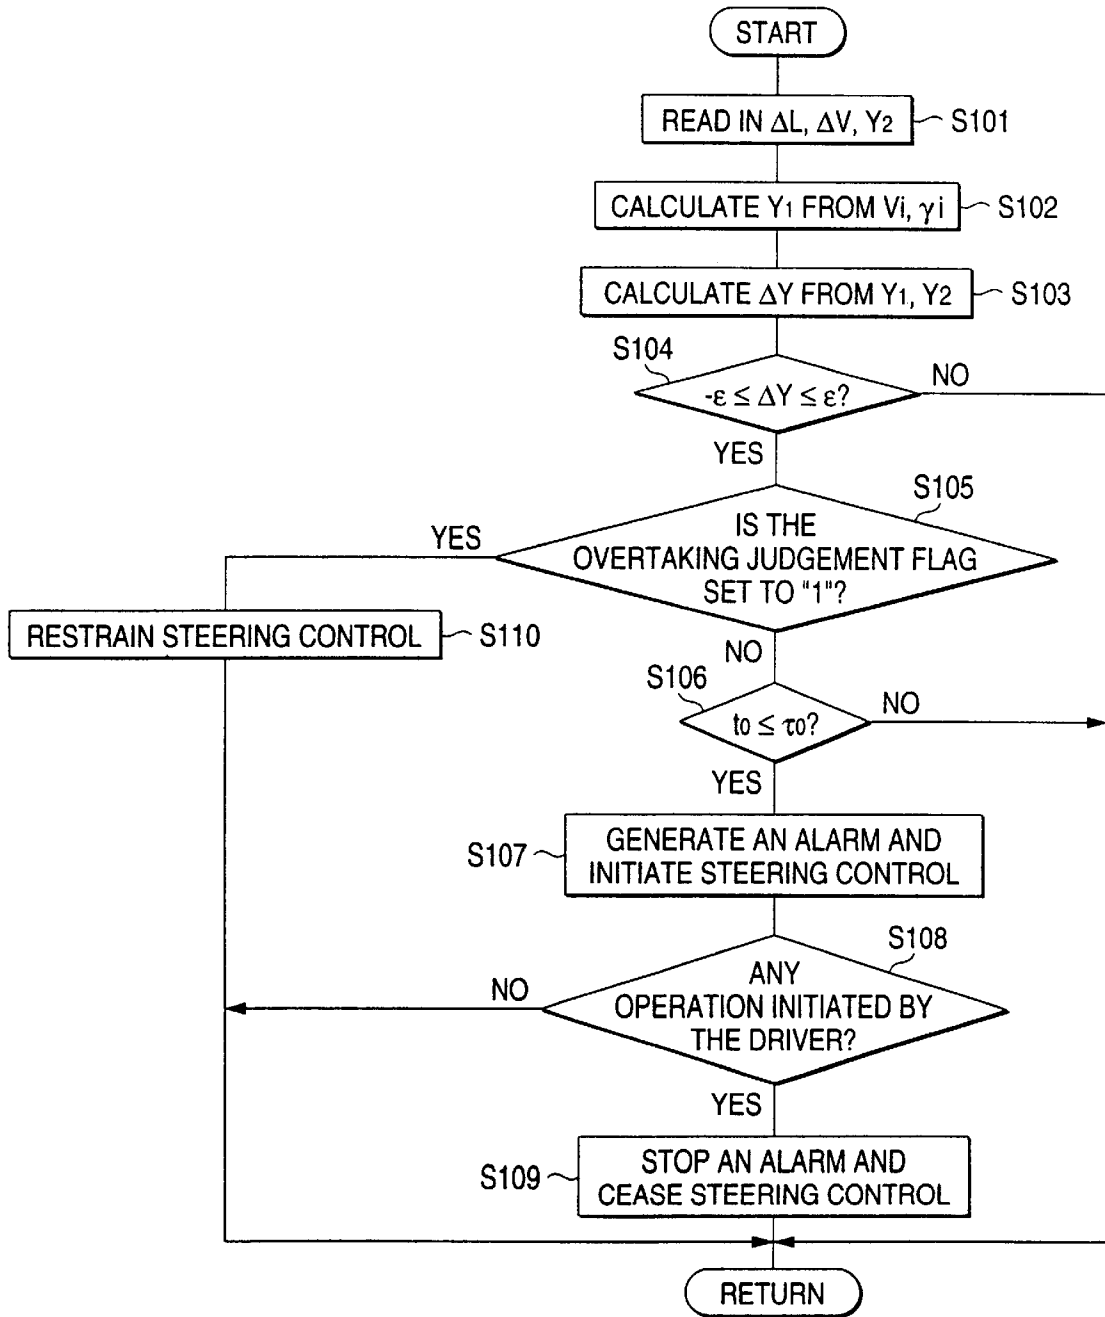 START
READ IN ΔL, ΔV, Y2
S101
CALCULATE Y1 FROM Vi, γi
S102
CALCULATE ΔY FROM Y1, Y2
S103
S104
-ε ≤ ΔY ≤ ε?
NO
YES
S105
YES
IS THE
OVERTAKING JUDGEMENT FLAG
SET TO "1"?
RESTRAIN STEERING CONTROL
S110
NO
S106
t0 ≤ τ0?
NO
YES
S107
GENERATE AN ALARM AND
INITIATE STEERING CONTROL
S108
NO
ANY
OPERATION INITIATED BY
THE DRIVER?
YES
S109
STOP AN ALARM AND
CEASE STEERING CONTROL
RETURN